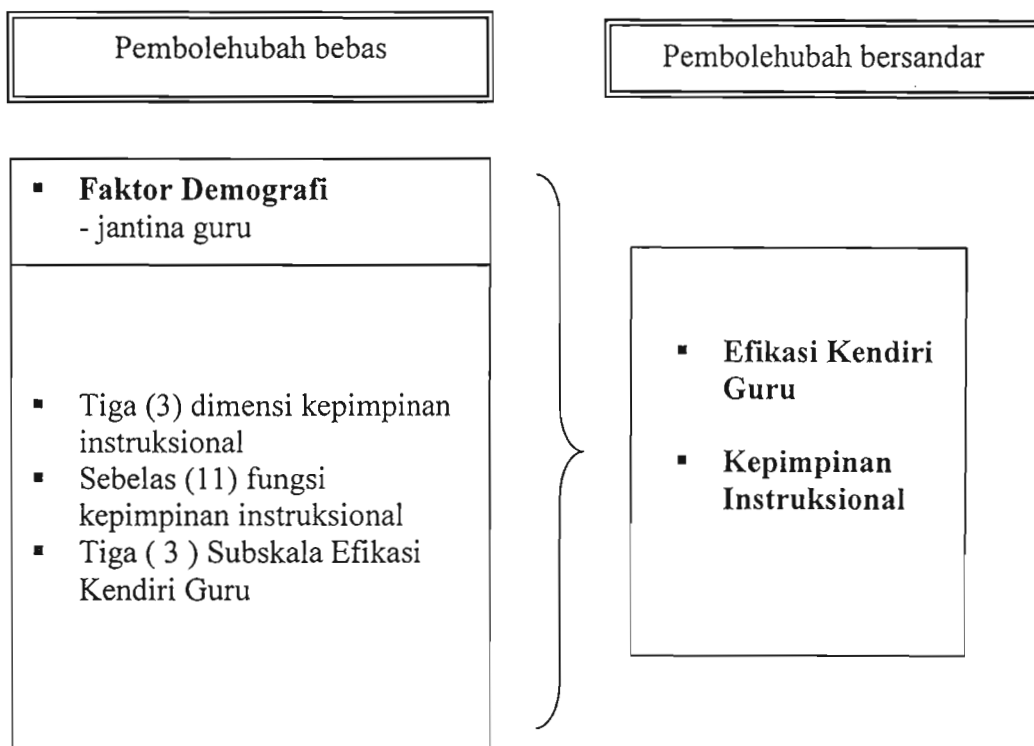 Pembolehubah bebas
Pembolehubah bersandar
▪ Faktor Demografi
- jantina guru
▪ Tiga (3) dimensi kepimpinan
instruksional
▪ Sebelas (11) fungsi
kepimpinan instruksional
▪ Tiga ( 3 ) Subskala Efikasi
Kendiri Guru
▪ Efikasi Kendiri
Guru
▪ Kepimpinan
Instruksional